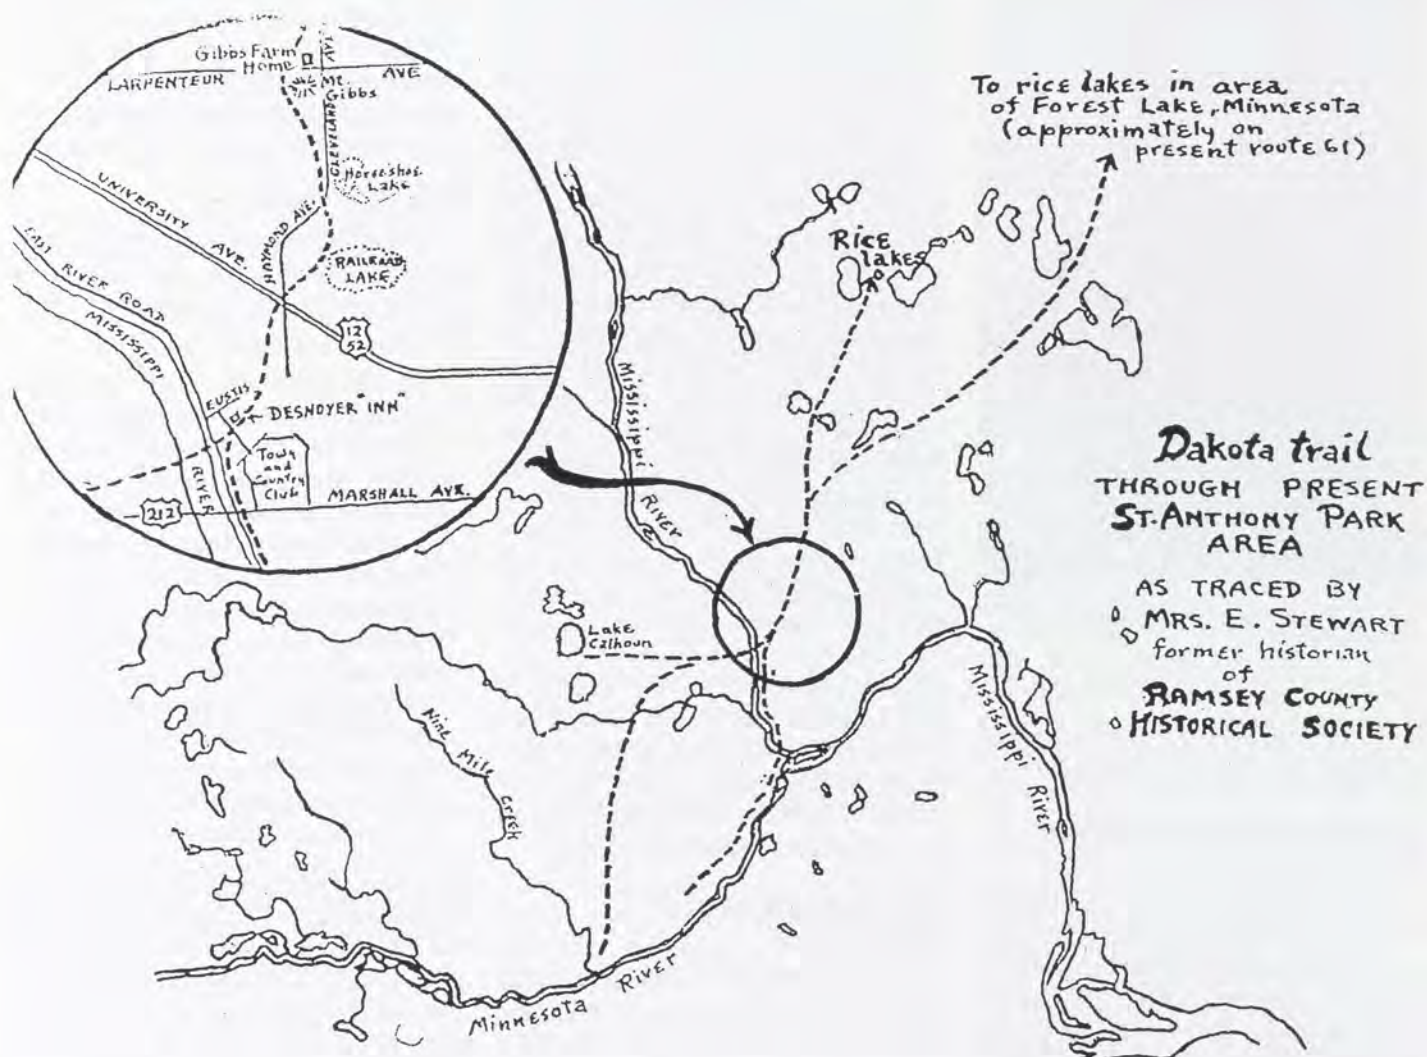 Gibbs Farm
Home
LARPENTEUR AVE
Mt.
Gibbs
CLEVELAND
Horseshoe
Lake
UNIVERSITY AVE.
HAYMOND AVE.
RAILROAD
LAKE
EAST RIVER ROAD
MISSISSIPPI
RIVER
12
52
EUSTIS
DESNOYER "INN"
Town
and
Country
Club
MARSHALL AVE.
212
To rice lakes in area
of Forest Lake, Minnesota
(approximately on
present route 61)
Rice
lakes
Mississippi
River
Lake
Calhoun
Nine Mile
Creek
Minnesota River
Mississippi River
Dakota trail
THROUGH PRESENT
ST. ANTHONY PARK
AREA
AS TRACED BY
MRS. E. STEWART
former historian
of
RAMSEY COUNTY
HISTORICAL SOCIETY